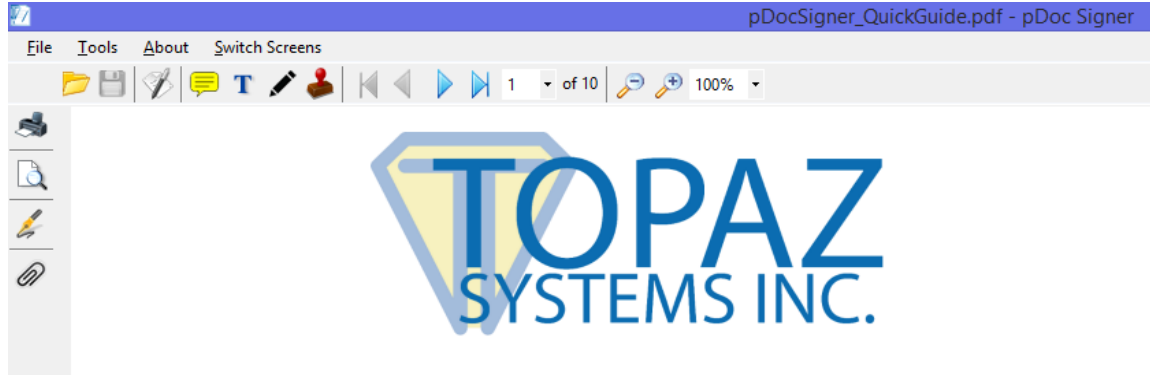 pDocSigner_QuickGuide.pdf - pDoc Signer
File Tools About Switch Screens
T 1 of 10 100%
TOPAZ
SYSTEMS INC.